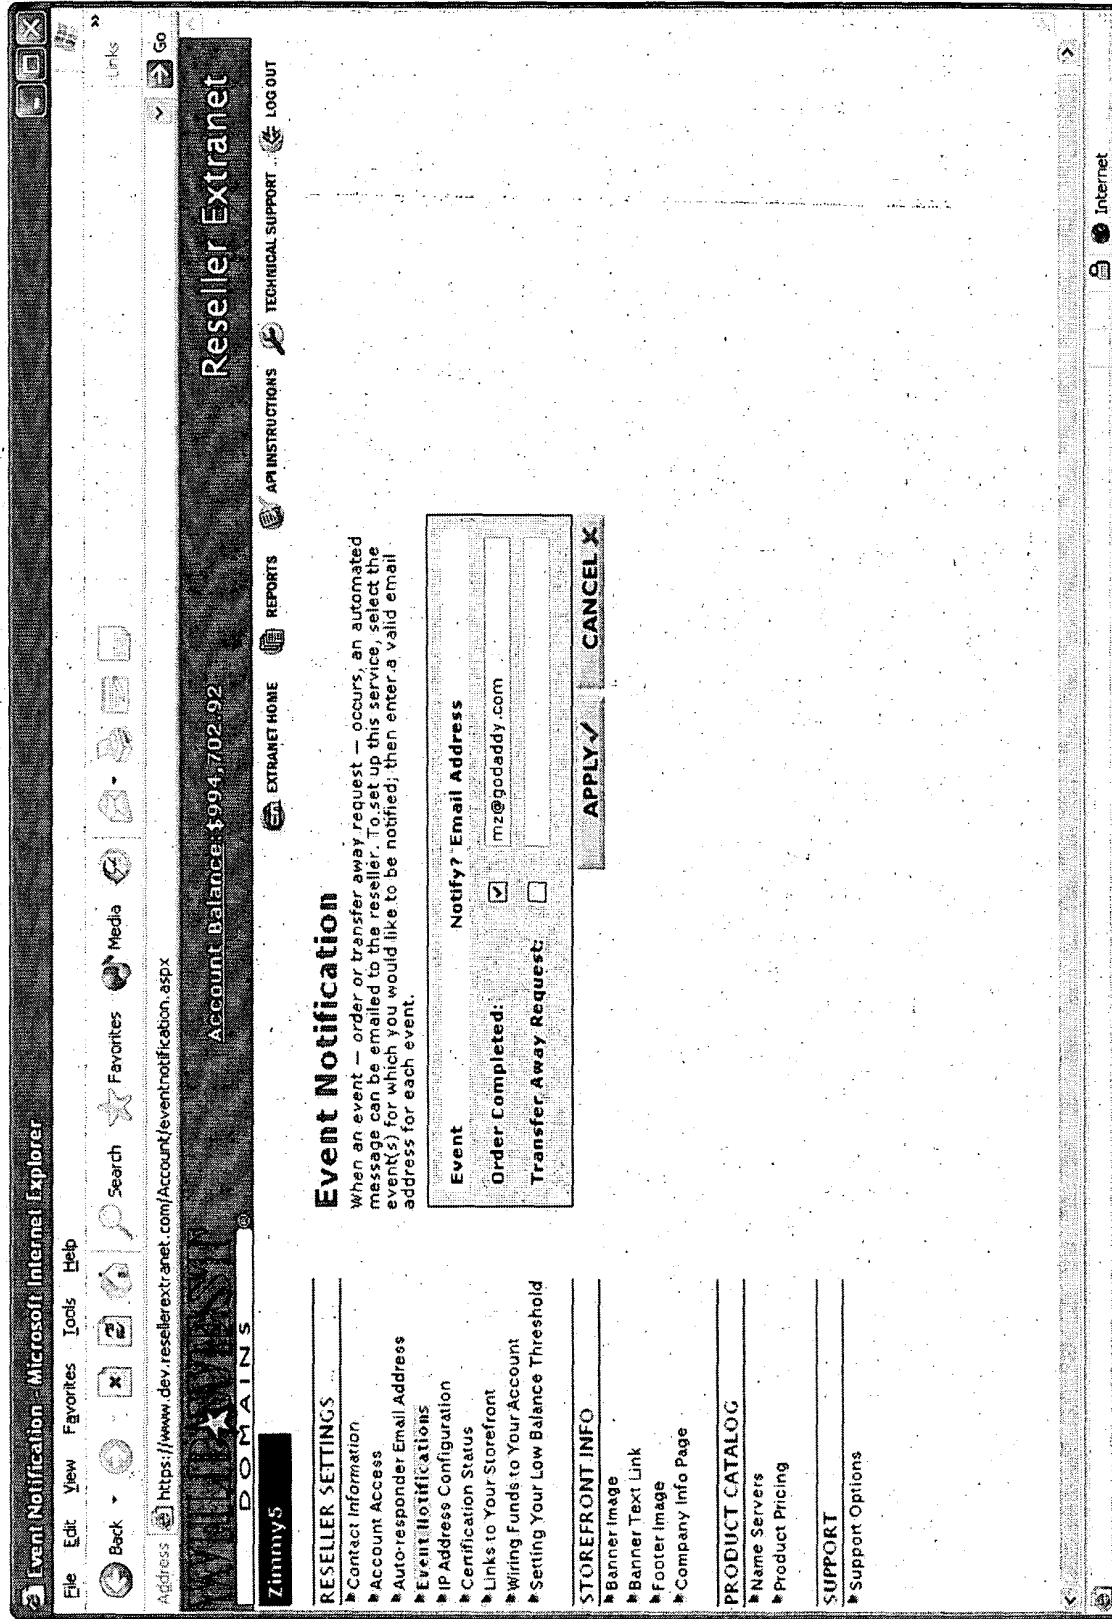 Event Notification - Microsoft Internet Explorer
File Edit View Favorites Tools Help
Back Search Favorites Media
Links
Address https://www.dev.resellerextranet.com/Account/eventnotification.aspx Go
WILD WEST
DOMAINS
Account Balance: $994,702.92
Reseller Extranet
Zimmy5
EXTRANET HOME REPORTS API INSTRUCTIONS TECHNICAL SUPPORT LOG OUT
RESELLER SETTINGS
Contact Information
Account Access
Auto-responder Email Address
Event Notifications
IP Address Configuration
Certification Status
Links to Your Storefront
Wiring Funds to Your Account
Setting Your Low Balance Threshold
STOREFRONT INFO
Banner Image
Banner Text Link
Footer Image
Company Info Page
PRODUCT CATALOG
Name Servers
Product Pricing
SUPPORT
Support Options
Event Notification
When an event — order or transfer away request — occurs, an automated
message can be emailed to the reseller. To set up this service, select the
event(s) for which you would like to be notified; then enter a valid email
address for each event.
Event Notify? Email Address
Order Completed: mz@godaddy.com
Transfer Away Request:
APPLY CANCEL X
Internet